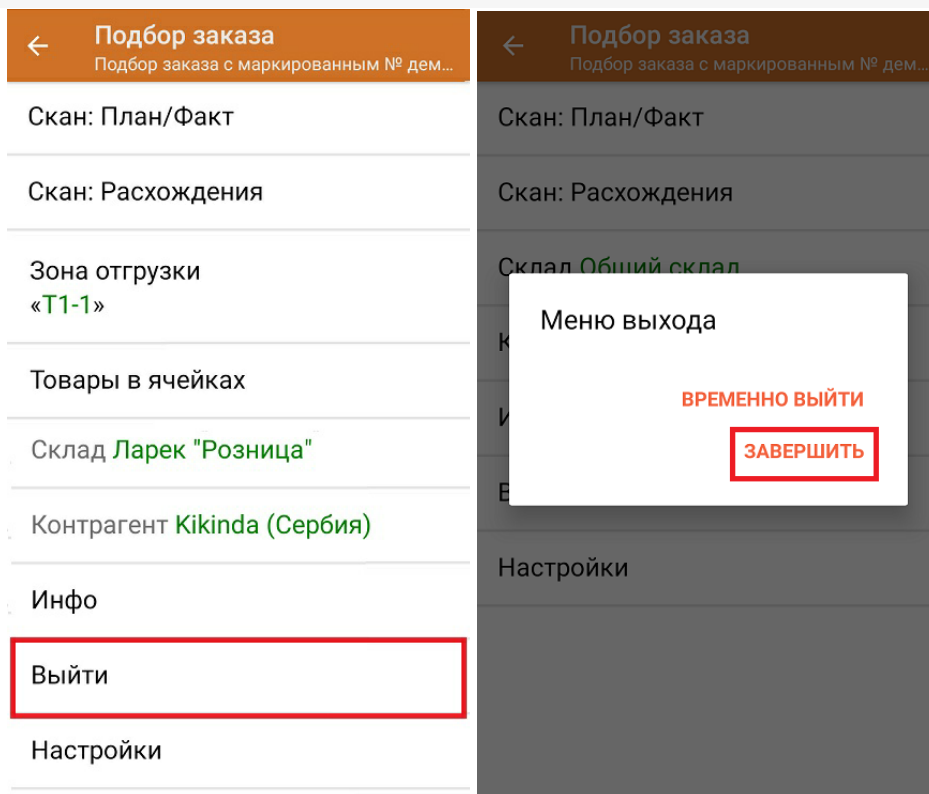 Подбор заказа
Подбор заказа с маркированным № дем...
Скан: План/Факт
Скан: Расхождения
Зона отгрузки
«Т1-1»
Товары в ячейках
Склад Ларек "Розница"
Контрагент Kikinda (Сербия)
Инфо
Выйти
Настройки
Подбор заказа
Подбор заказа с маркированным № дем...
Скан: План/Факт
Скан: Расхождения
Склад Общий склад
Меню выхода
ВРЕМЕННО ВЫЙТИ
ЗАВЕРШИТЬ
Настройки